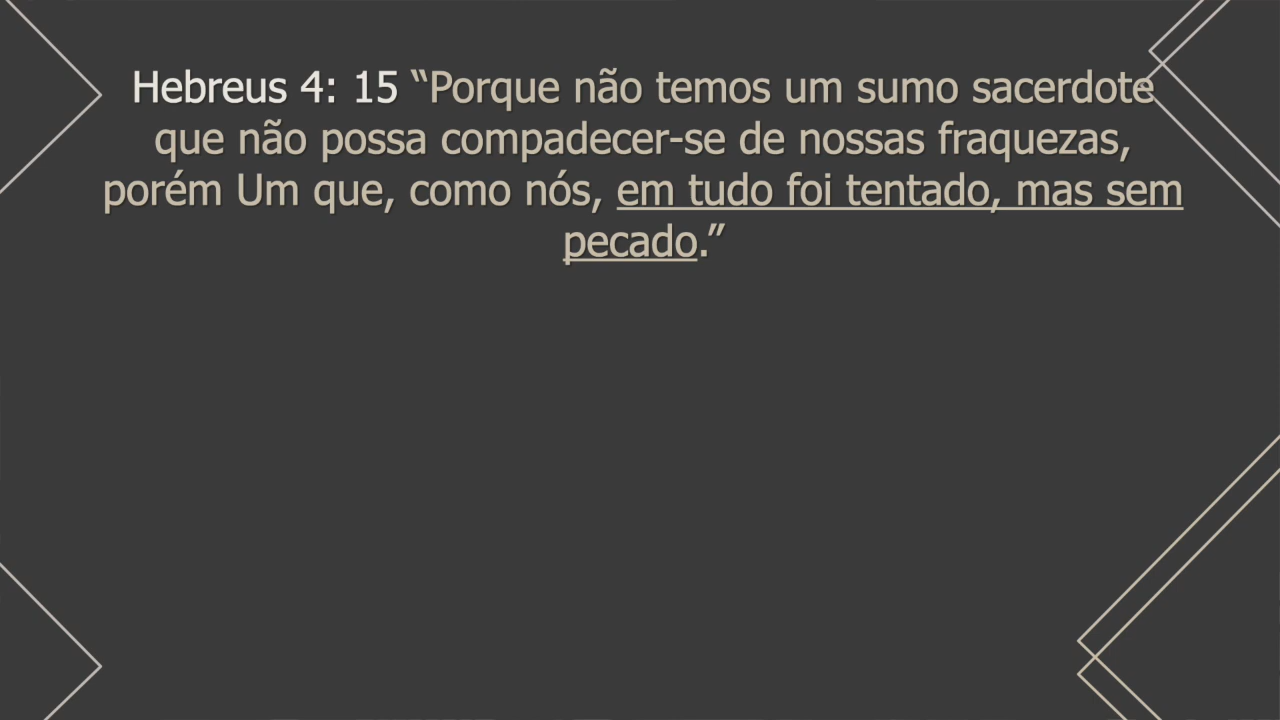 Hebreus 4: 15 “Porque não temos um sumo sacerdote
que não possa compadecer-se de nossas fraquezas,
porém Um que, como nós, em tudo foi tentado, mas sem
pecado.”